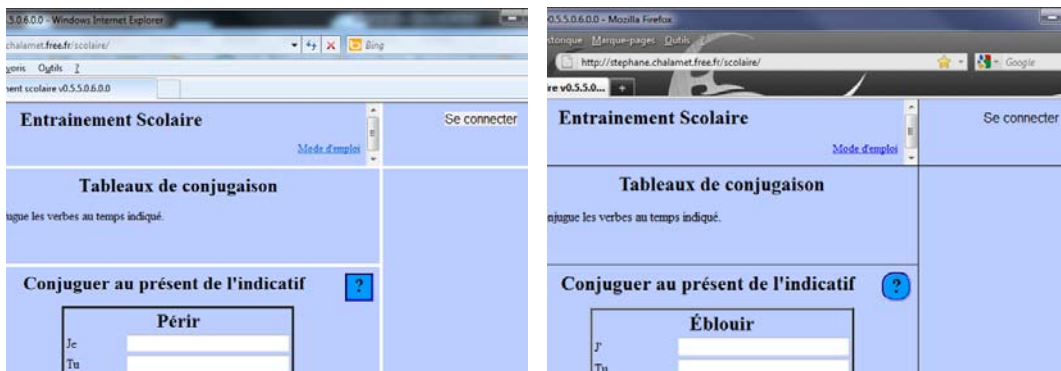 .5.0.6.0.0 - Windows Internet Explorer
chalamet.free.fr/scolaire/
Bing
Outils ?
ment scolaire v0.5.5.0.6.0.0
Entrainement Scolaire
Se connecter
Mode d'emploi
Tableaux de conjugaison
ugue les verbes au temps indiqué.
Conjuguer au présent de l'indicatif
?
Périr
Je
Tu
0.5.5.0.6.0.0 - Mozilla Firefox
storique Marque-pages Outils ?
http://stephane.chalamet.free.fr/scolaire/
Google
re v0.5.5.0... +
Entrainement Scolaire
Se connecter
Mode d'emploi
Tableaux de conjugaison
njugue les verbes au temps indiqué.
Conjuguer au présent de l'indicatif
?
Éblouir
J'
Tu